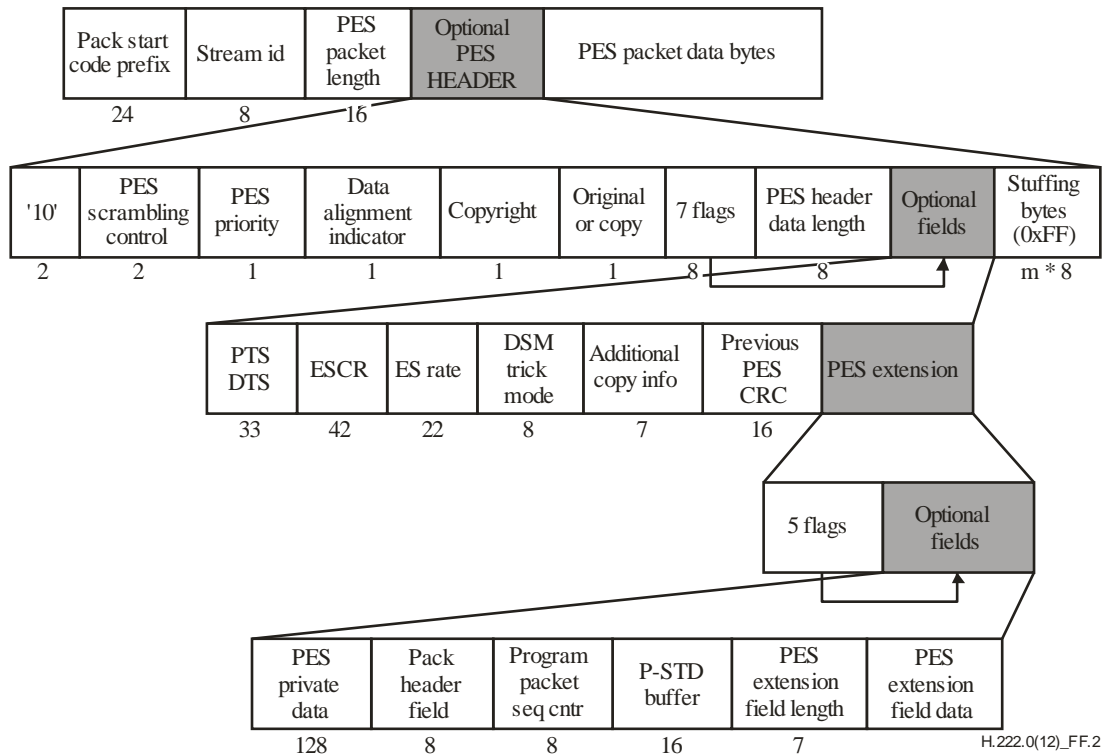 Pack start
code prefix
Stream id
PES
packet
length
Optional
PES
HEADER
PES packet data bytes
24
8
16
'10'
PES
scrambling
control
PES
priority
Data
alignment
indicator
Copyright
Original
or copy
7 flags
PES header
data length
Optional
fields
Stuffing
bytes
(0xFF)
2
2
1
1
1
1
8
8
m * 8
PTS
DTS
ESCR
ES rate
DSM
trick
mode
Additional
copy info
Previous
PES
CRC
PES extension
33
42
22
8
7
16
5 flags
Optional
fields
PES
private
data
Pack
header
field
Program
packet
seq cntr
P-STD
buffer
PES
extension
field length
PES
extension
field data
128
8
8
16
7
H.222.0(12)_FF.2